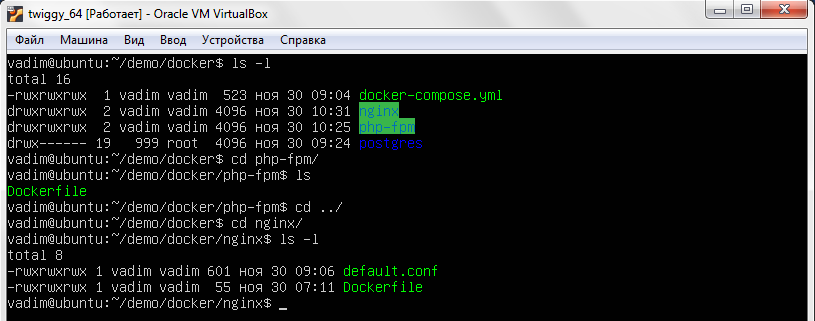 twiggy_64 [Работает] - Oracle VM VirtualBox
Файл Машина Вид Ввод Устройства Справка
vadim@ubuntu:~/demo/docker$ ls -l
total 16
-rwxrwxrwx  1 vadim vadim  523 ноя 30 09:04 docker-compose.yml
drwxrwxrwx  2 vadim vadim 4096 ноя 30 10:31 nginx
drwxrwxrwx  2 vadim vadim 4096 ноя 30 10:25 php-fpm
drwx------ 19   999 root  4096 ноя 30 09:24 postgres
vadim@ubuntu:~/demo/docker$ cd php-fpm/
vadim@ubuntu:~/demo/docker/php-fpm$ ls
Dockerfile
vadim@ubuntu:~/demo/docker/php-fpm$ cd ../
vadim@ubuntu:~/demo/docker$ cd nginx/
vadim@ubuntu:~/demo/docker/nginx$ ls -l
total 8
-rwxrwxrwx 1 vadim vadim 601 ноя 30 09:06 default.conf
-rwxrwxrwx 1 vadim vadim  55 ноя 30 07:11 Dockerfile
vadim@ubuntu:~/demo/docker/nginx$ _